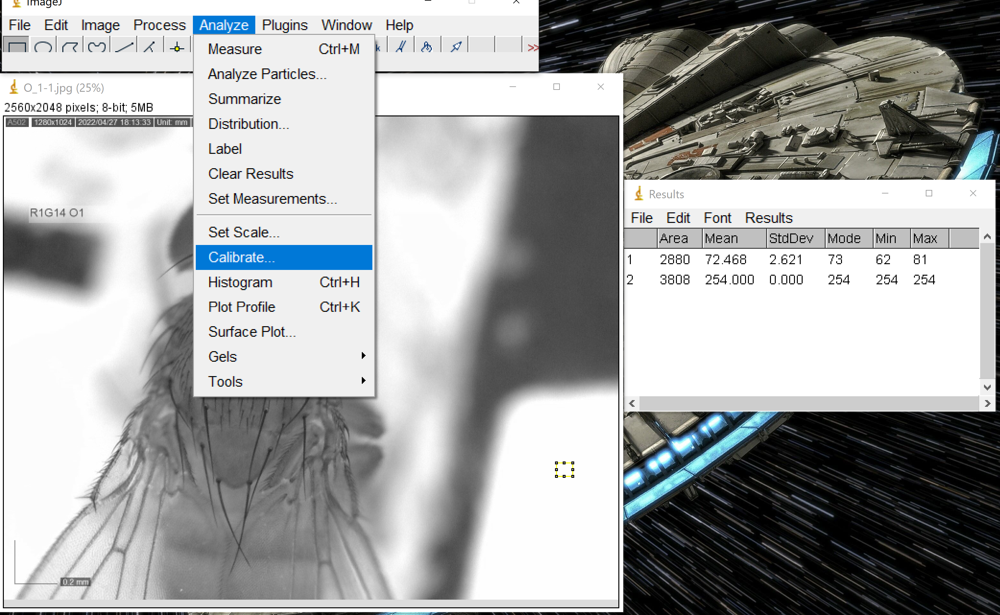 ImageJ
File Edit Image Process Analyze Plugins Window Help
Measure Ctrl+M
Analyze Particles...
Summarize
Distribution...
Label
Clear Results
Set Measurements...
Set Scale...
Calibrate...
Histogram Ctrl+H
Plot Profile Ctrl+K
Surface Plot...
Gels
Tools
>>
O_1-1.jpg (25%)
2560x2048 pixels; 8-bit; 5MB
A502 1280x1024 2022/04/27 18:13:33 Unit: mm
R1G14 O1
0.2 mm
Results
File Edit Font Results
Area Mean StdDev Mode Min Max
1 2880 72.468 2.621 73 62 81
2 3808 254.000 0.000 254 254 254